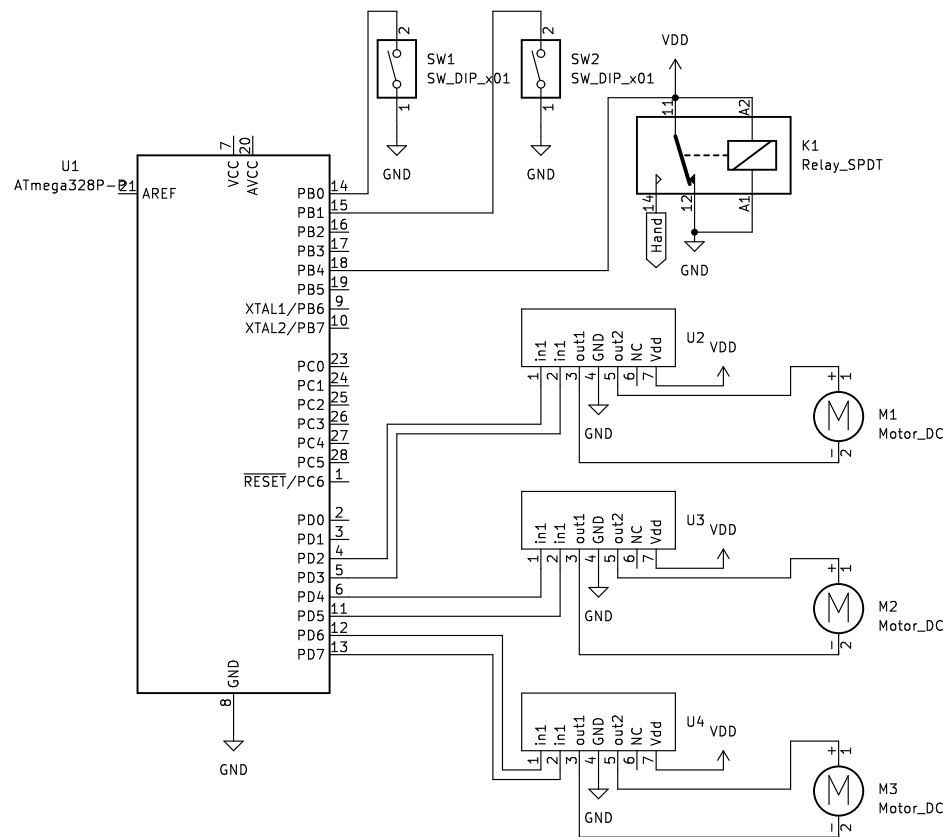 U1
ATmega328P-P
21
AREF
7
VCC
20
AVCC
PB0 14
PB1 15
PB2 16
PB3 17
PB4 18
PB5 19
XTAL1/PB6 9
XTAL2/PB7 10
PC0 23
PC1 24
PC2 25
PC3 26
PC4 27
PC5 28
RESET/PC6 1
PD0 2
PD1 3
PD2 4
PD3 5
PD4 6
PD5 11
PD6 12
PD7 13
GND
8
GND
2
SW1
SW_DIP_x01
1
GND
2
SW2
SW_DIP_x01
1
GND
VDD
11
A2
K1
Relay_SPDT
14
12
A1
Hand
GND
in1 in1 out1 GND out2 NC Vdd
1 2 3 4 5 6 7
U2
VDD
GND
+ 1
M
M1
Motor_DC
- 2
in1 in1 out1 GND out2 NC Vdd
1 2 3 4 5 6 7
U3
VDD
GND
+ 1
M
M2
Motor_DC
- 2
in1 in1 out1 GND out2 NC Vdd
1 2 3 4 5 6 7
U4
VDD
GND
+ 1
M
M3
Motor_DC
- 2